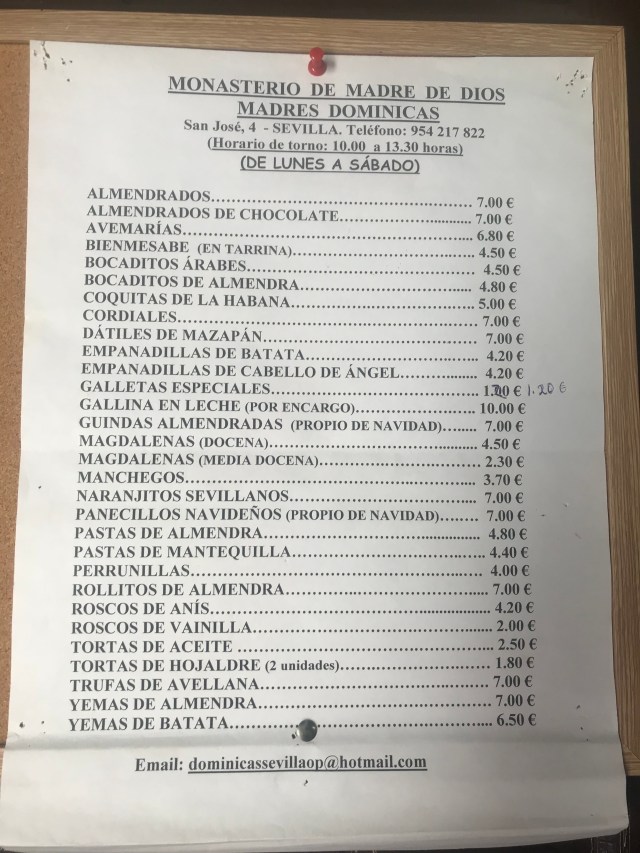 MONASTERIO DE MADRE DE DIOS
MADRES DOMINICAS
San José, 4 - SEVILLA. Teléfono: 954 217 822
(Horario de torno: 10.00 a 13.30 horas)
(DE LUNES A SÁBADO)
ALMENDRADOS 7.00 €
ALMENDRADOS DE CHOCOLATE 7.00 €
AVEMARÍAS 6.80 €
BIENMESABE (EN TARRINA) 4.50 €
BOCADITOS ÁRABES 4.50 €
BOCADITOS DE ALMENDRA 4.80 €
COQUITAS DE LA HABANA 5.00 €
CORDIALES 7.00 €
DÁTILES DE MAZAPÁN 7.00 €
EMPANADILLAS DE BATATA 4.20 €
EMPANADILLAS DE CABELLO DE ÁNGEL 4.20 €
GALLETAS ESPECIALES € 1.20 €
GALLINA EN LECHE (POR ENCARGO) 10.00 €
GUINDAS ALMENDRADAS (PROPIO DE NAVIDAD) 7.00 €
MAGDALENAS (DOCENA) 4.50 €
MAGDALENAS (MEDIA DOCENA) 2.30 €
MANCHEGOS 3.70 €
NARANJITOS SEVILLANOS 7.00 €
PANECILLOS NAVIDEÑOS (PROPIO DE NAVIDAD) 7.00 €
PASTAS DE ALMENDRA 4.80 €
PASTAS DE MANTEQUILLA 4.40 €
PERRUNILLAS 4.00 €
ROLLITOS DE ALMENDRA 7.00 €
ROSCOS DE ANÍS 4.20 €
ROSCOS DE VAINILLA 2.00 €
TORTAS DE ACEITE 2.50 €
TORTAS DE HOJALDRE (2 unidades) 1.80 €
TRUFAS DE AVELLANA 7.00 €
YEMAS DE ALMENDRA 7.00 €
YEMAS DE BATATA 6.50 €
Email: dominicassevillaop@hotmail.com